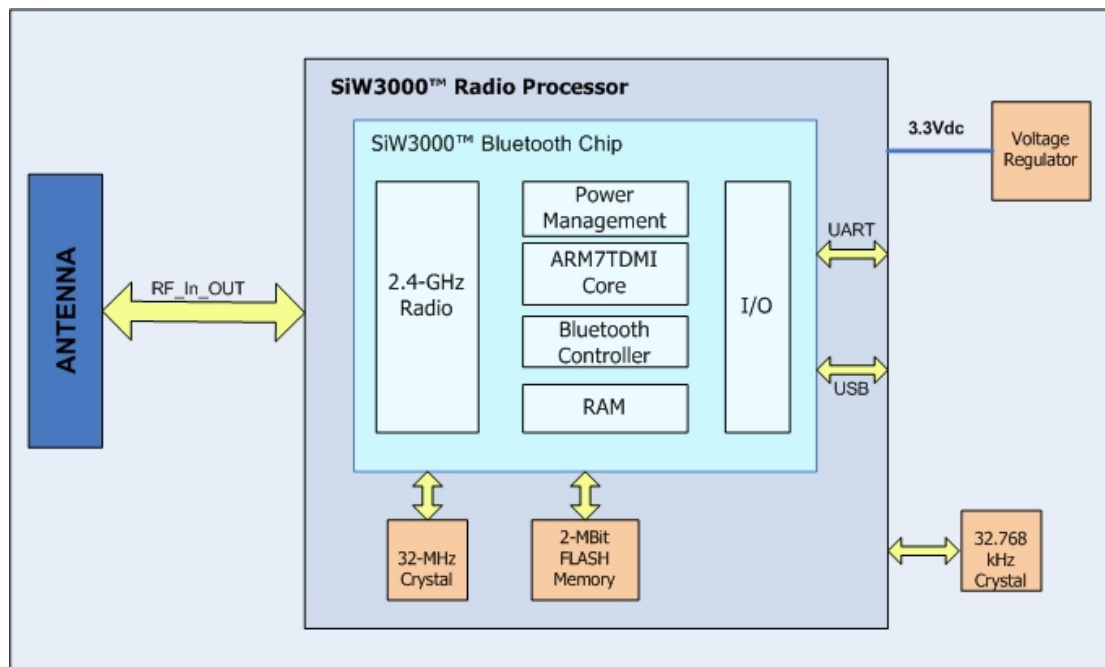 SiW3000™ Radio Processor
SiW3000™ Bluetooth Chip
3.3Vdc
Voltage
Regulator
ANTENNA
RF_In_OUT
2.4-GHz
Radio
Power
Management
ARM7TDMI
Core
Bluetooth
Controller
RAM
I/O
UART
USB
32-MHz
Crystal
2-MBit
FLASH
Memory
32.768
kHz
Crystal